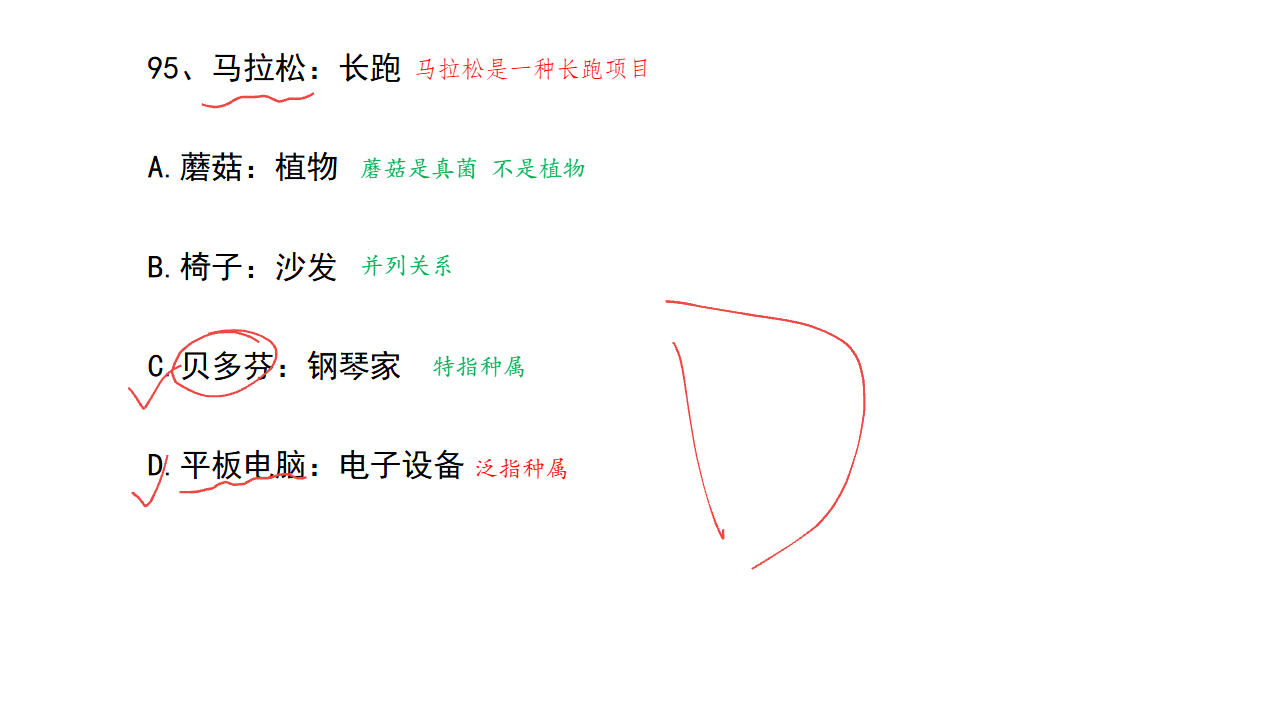 95、马拉松：长跑 马拉松是一种长跑项目
A.蘑菇：植物 蘑菇是真菌 不是植物
B.椅子：沙发 并列关系
C.贝多芬：钢琴家 特指种属
D.平板电脑：电子设备 泛指种属
D